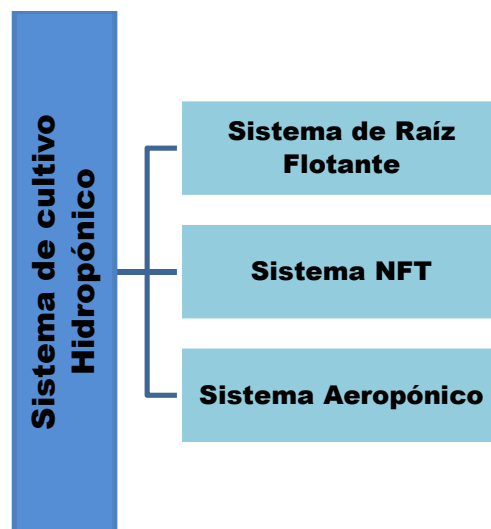 Sistema de cultivo
Hidropónico
Sistema de Raíz
Flotante
Sistema NFT
Sistema Aeropónico